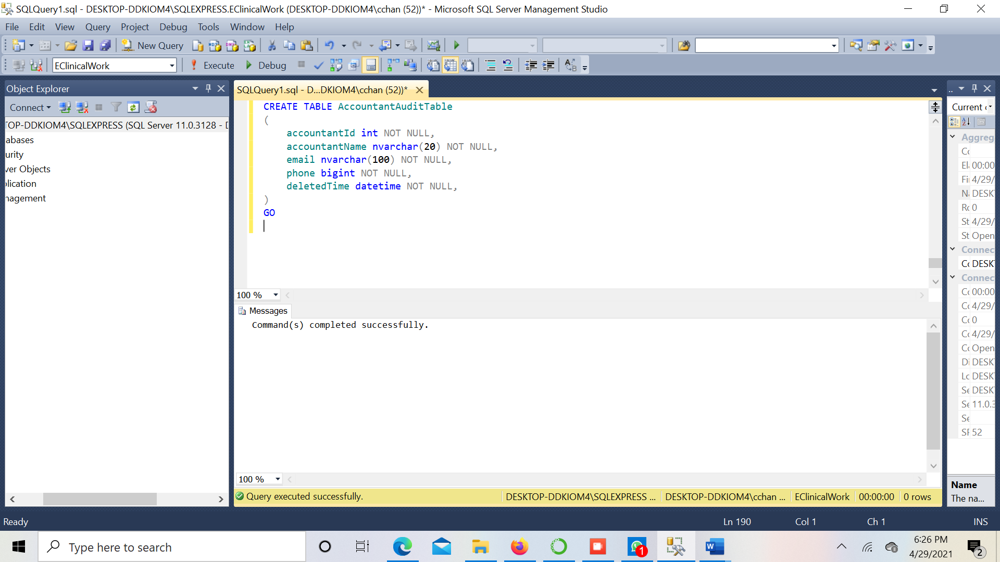 SQLQuery1.sql - DESKTOP-DDKIOM4\SQLEXPRESS.EClinicalWork (DESKTOP-DDKIOM4\cchan (52))* - Microsoft SQL Server Management Studio
File Edit View Query Project Debug Tools Window Help
New Query
EClinicalWork Execute Debug
Object Explorer
Connect
TOP-DDKIOM4\SQLEXPRESS (SQL Server 11.0.3128 - D
abases
urity
ver Objects
lication
nagement
SQLQuery1.sql - D...DKIOM4\cchan (52))*
CREATE TABLE AccountantAuditTable
(
accountantId int NOT NULL,
accountantName nvarchar(20) NOT NULL,
email nvarchar(100) NOT NULL,
phone bigint NOT NULL,
deletedTime datetime NOT NULL,
)
GO
100 %
Messages
Command(s) completed successfully.
100 %
Query executed successfully. DESKTOP-DDKIOM4\SQLEXPRESS ... DESKTOP-DDKIOM4\cchan ... EClinicalWork 00:00:00 0 rows
..
Current
Aggreg
Co
El 00:00
Fi 4/29/
N DESK
Ro 0
St 4/29/
St Open
Connec
Co DESK
Connec
Co 00:00
Co 4/29/
Co 0
Co 4/29/
Co Open
Di DESK
Lo DESK
Se DESK
Se 11.0.3
Se
SP 52
Name
The na...
Ready Ln 190 Col 1 Ch 1 INS
Type here to search
1
W
6:26 PM
4/29/2021
2